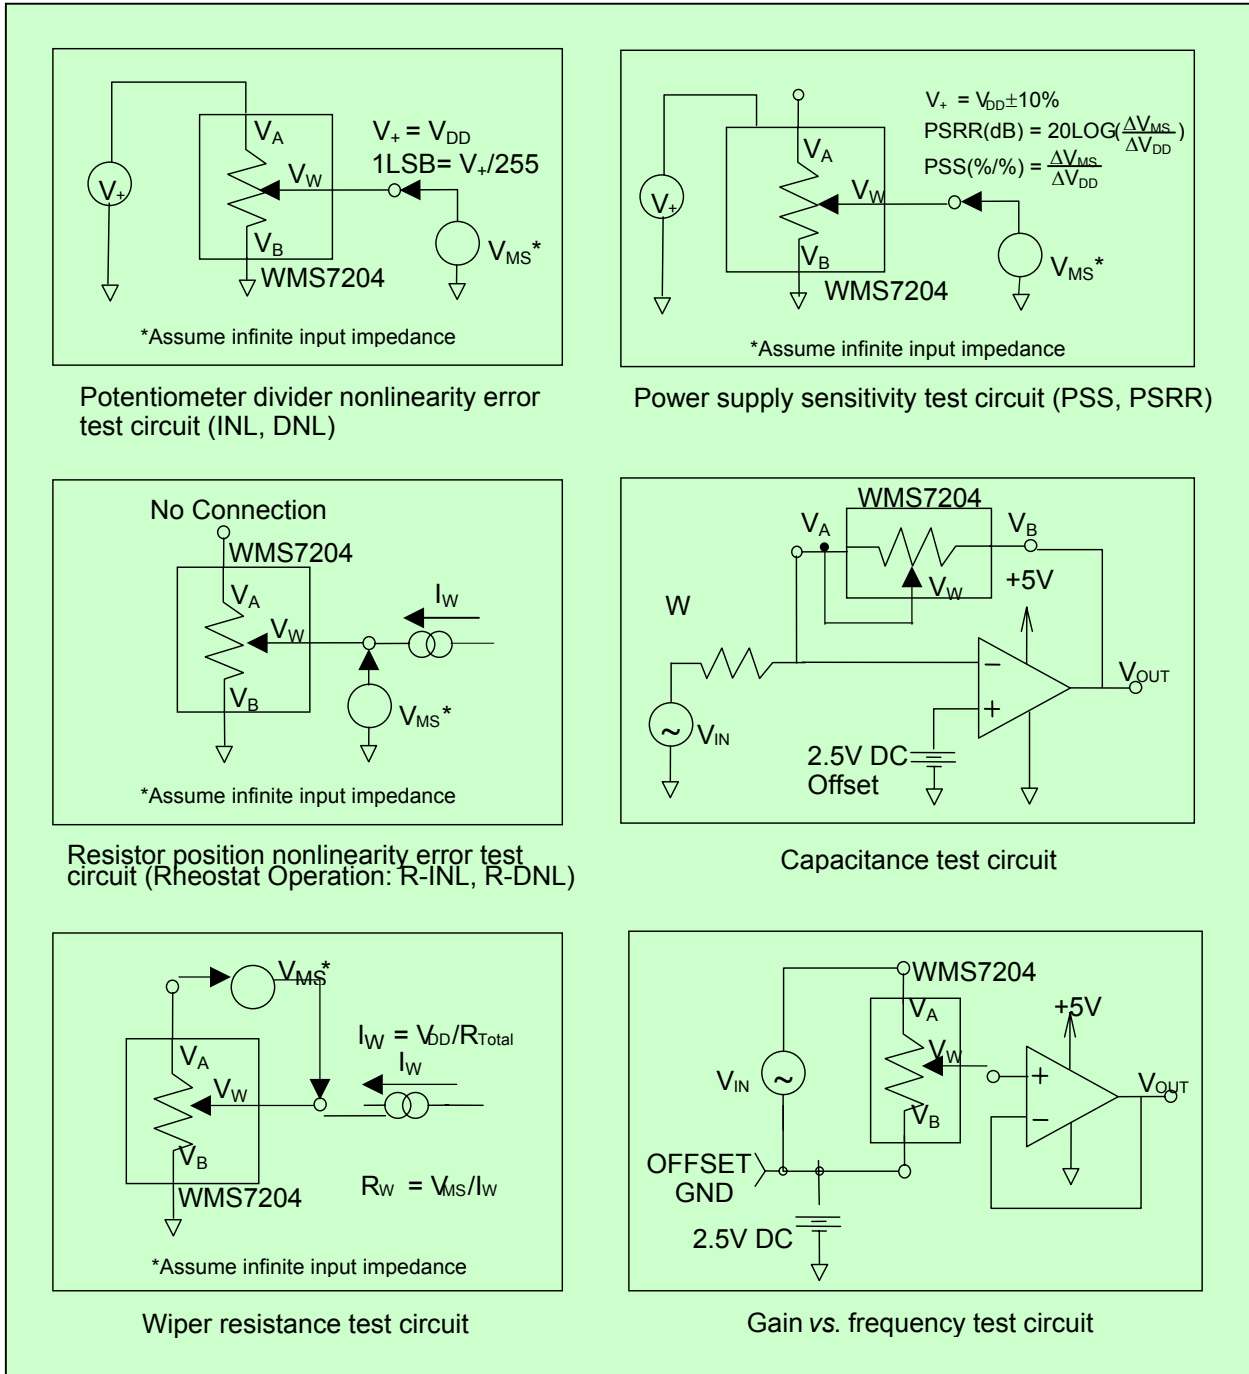 V+ = VDD
1LSB= V+/255
VA
VW
V+
VB
VMS*
WMS7204
*Assume infinite input impedance
Potentiometer divider nonlinearity error
test circuit (INL, DNL)
V+ = VDD±10%
PSRR(dB) = 20LOG(ΔVMS/ΔVDD)
PSS(%/%) = ΔVMS/ΔVDD
VA
VW
V+
VB
VMS*
WMS7204
*Assume infinite input impedance
Power supply sensitivity test circuit (PSS, PSRR)
No Connection
WMS7204
VA
IW
VW
VB
VMS*
*Assume infinite input impedance
Resistor position nonlinearity error test
circuit (Rheostat Operation: R-INL, R-DNL)
WMS7204
VA
VB
VW
+5V
W
−
VOUT
+
~
VIN
2.5V DC
Offset
Capacitance test circuit
VMS*
IW = VDD/RTotal
VA
IW
VW
VB
RW = VMS/IW
WMS7204
*Assume infinite input impedance
Wiper resistance test circuit
WMS7204
VA
+5V
VW
VIN
~
+
VOUT
VB
−
OFFSET
GND
2.5V DC
Gain vs. frequency test circuit